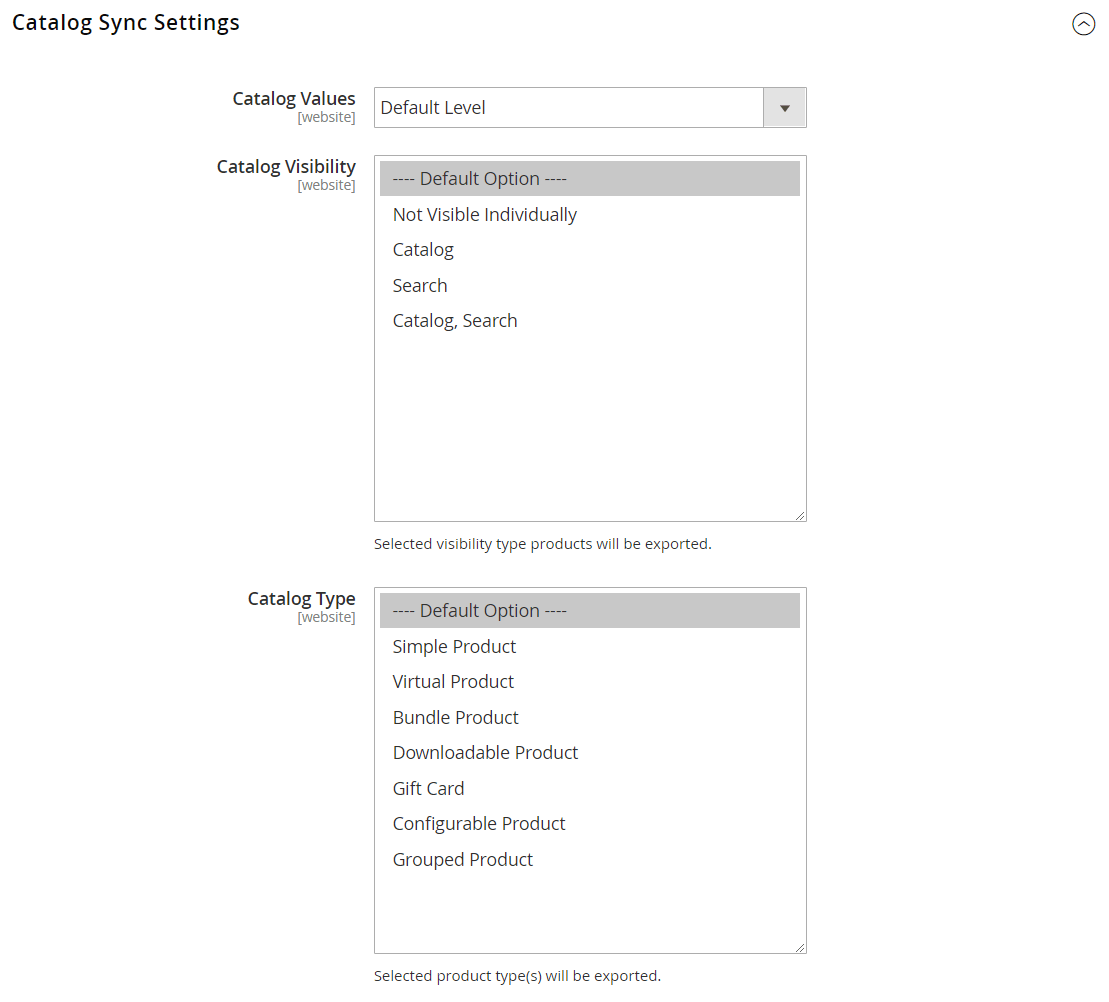 Catalog Sync Settings
Catalog Values
[website]
Default Level
Catalog Visibility
[website]
---- Default Option ----
Not Visible Individually
Catalog
Search
Catalog, Search
Selected visibility type products will be exported.
Catalog Type
[website]
---- Default Option ----
Simple Product
Virtual Product
Bundle Product
Downloadable Product
Gift Card
Configurable Product
Grouped Product
Selected product type(s) will be exported.